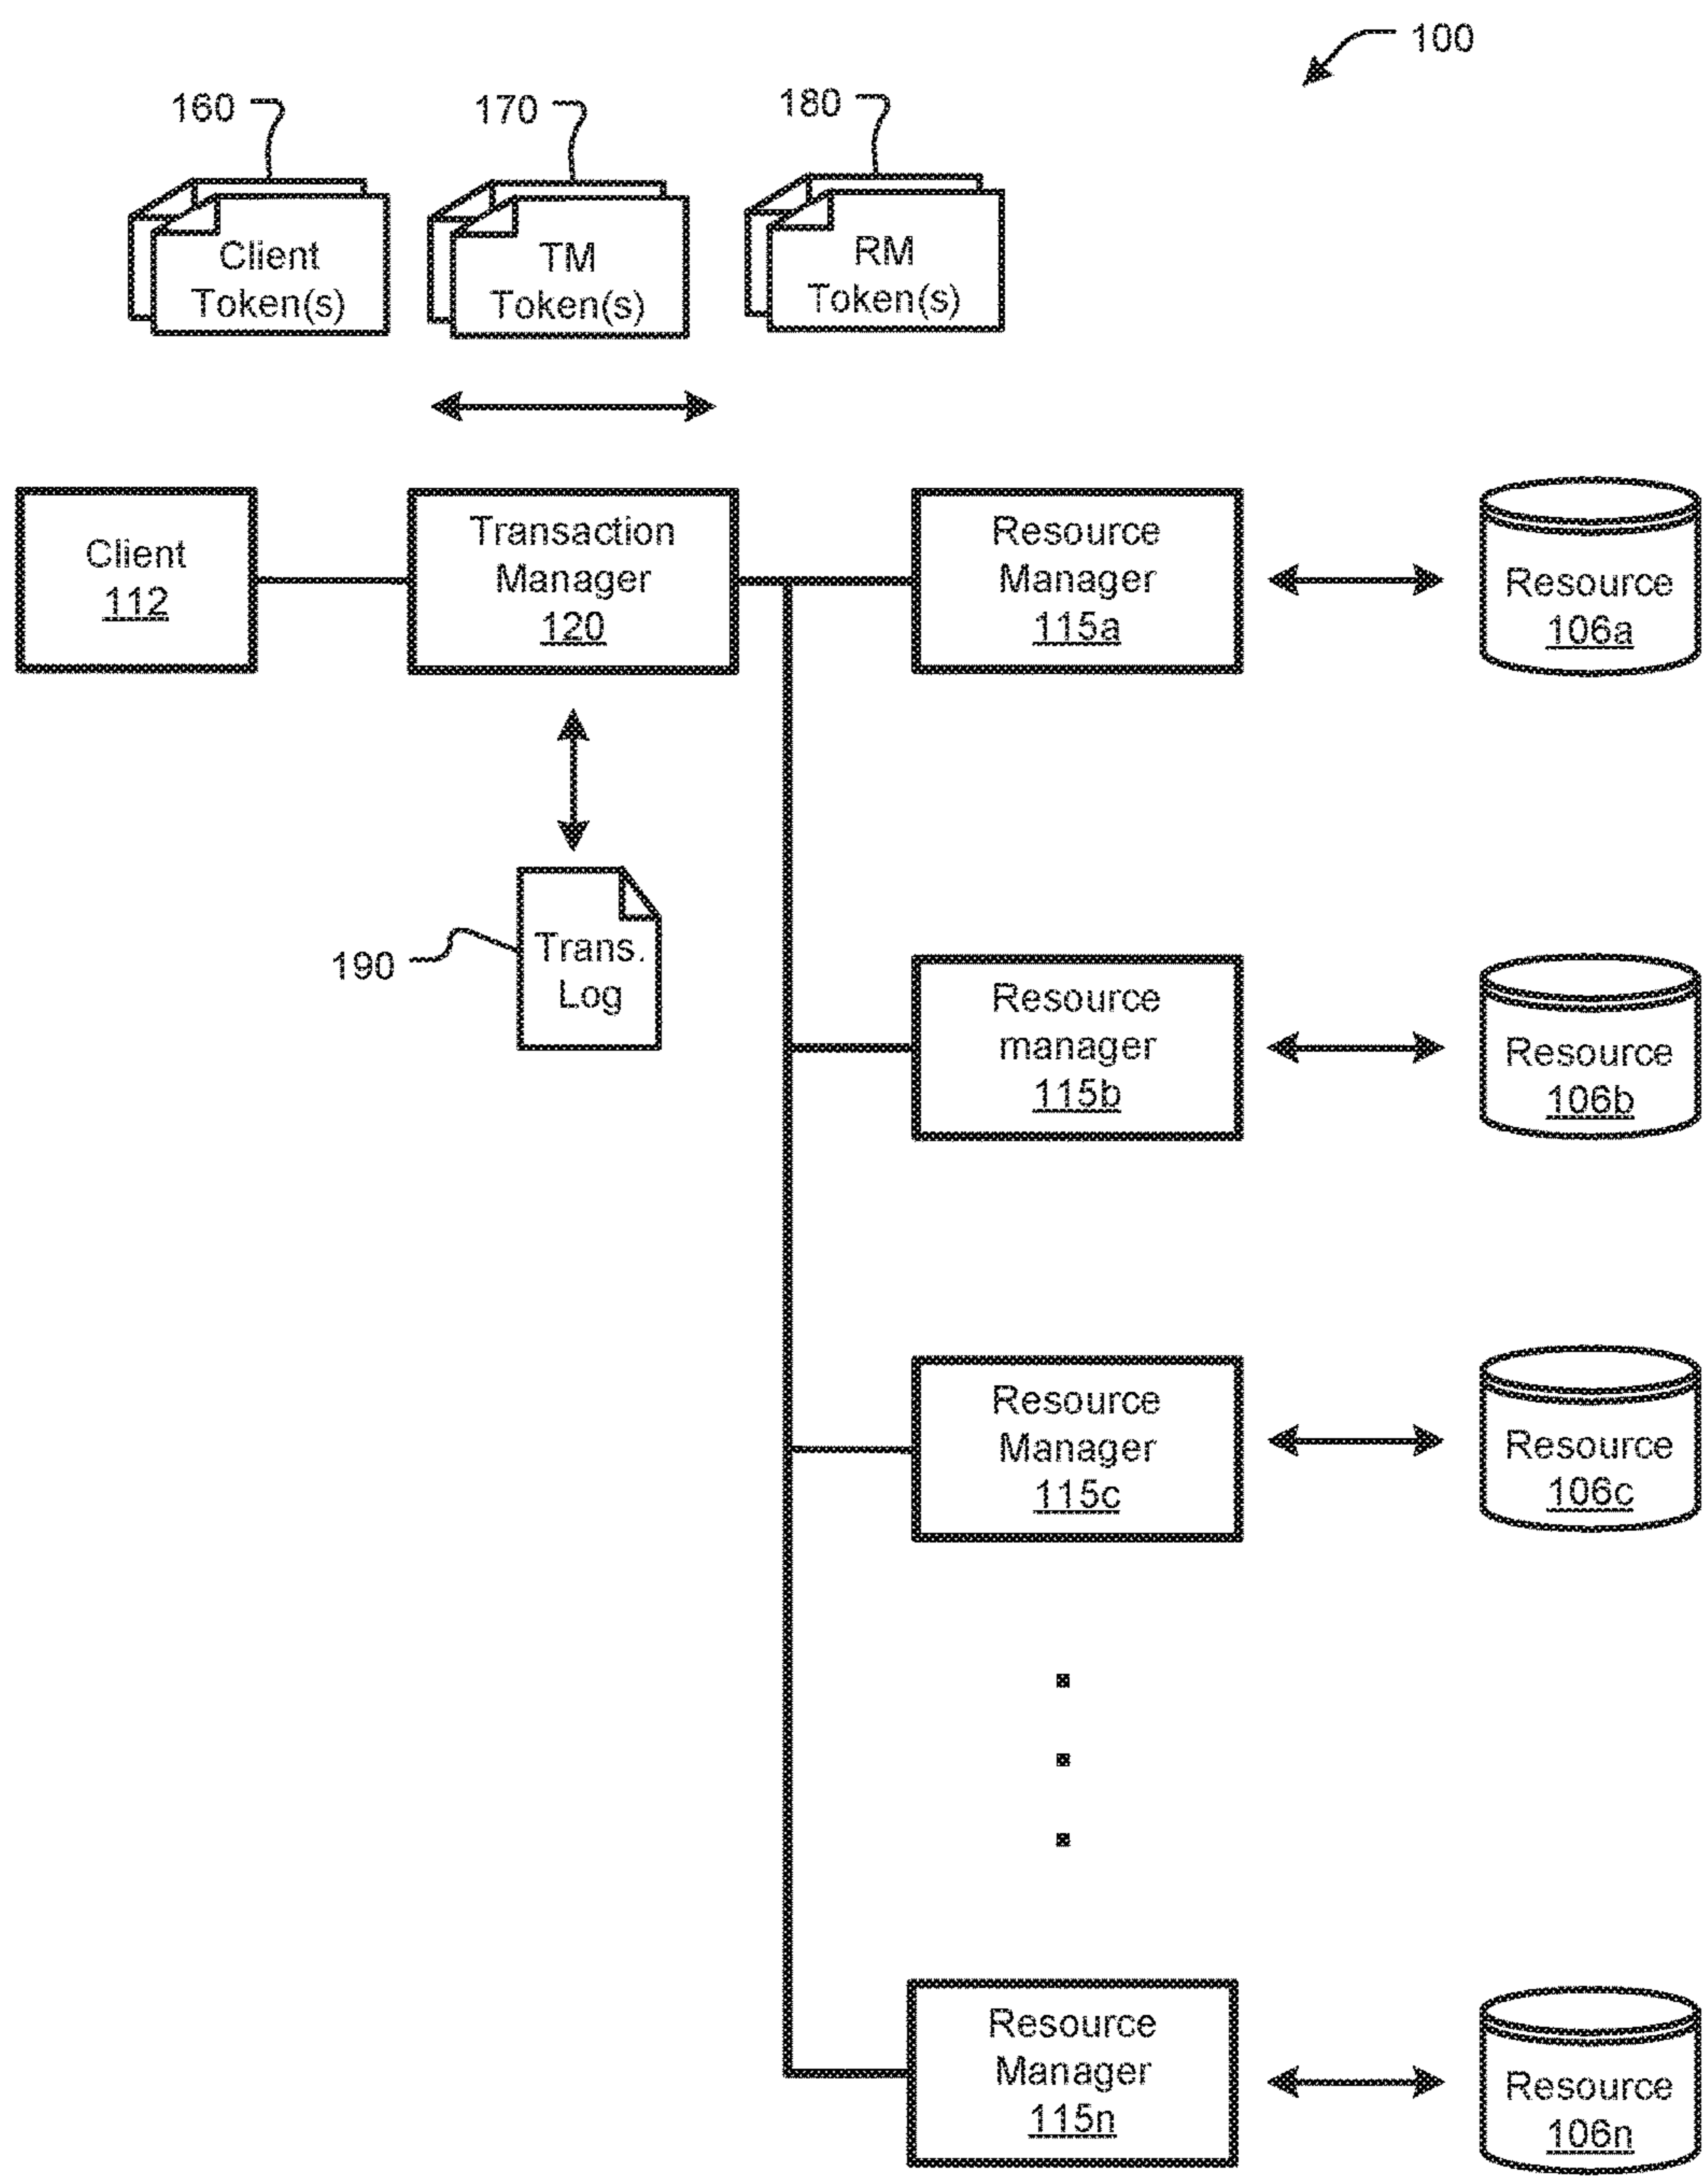 100
160
170
180
Client
Token(s)
TM
Token(s)
RM
Token(s)
Client
112
Transaction
Manager
120
Resource
Manager
115a
Resource
106a
190
Trans.
Log
Resource
manager
115b
Resource
106b
Resource
Manager
115c
Resource
106c
Resource
Manager
115n
Resource
106n